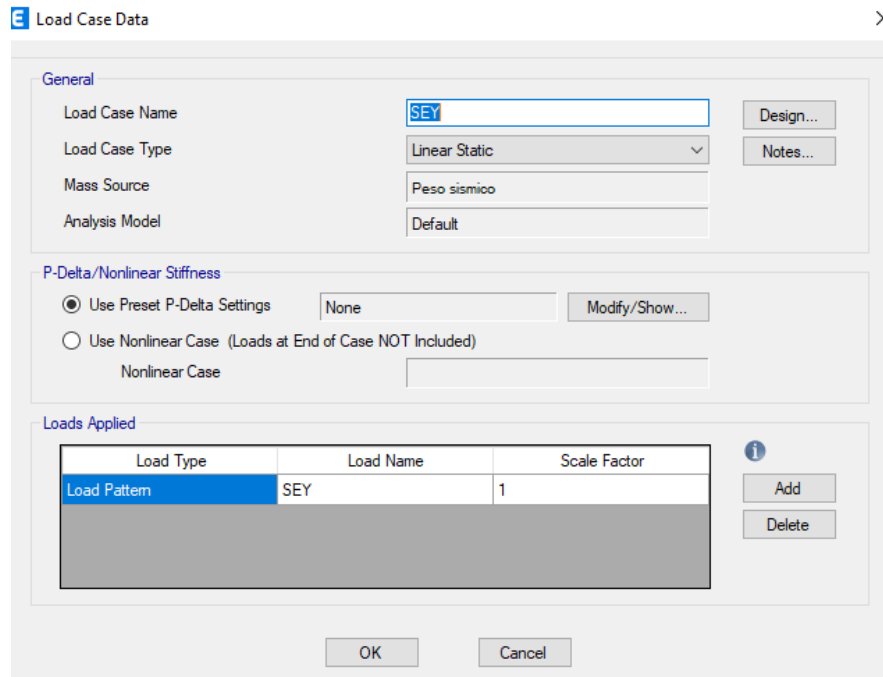 E Load Case Data
General
Load Case Name SEY Design...
Load Case Type Linear Static Notes...
Mass Source Peso sismico
Analysis Model Default
P-Delta/Nonlinear Stiffness
Use Preset P-Delta Settings None Modify/Show...
Use Nonlinear Case (Loads at End of Case NOT Included)
Nonlinear Case
Loads Applied
Load Type Load Name Scale Factor
Load Pattern SEY 1
Add
Delete
OK Cancel